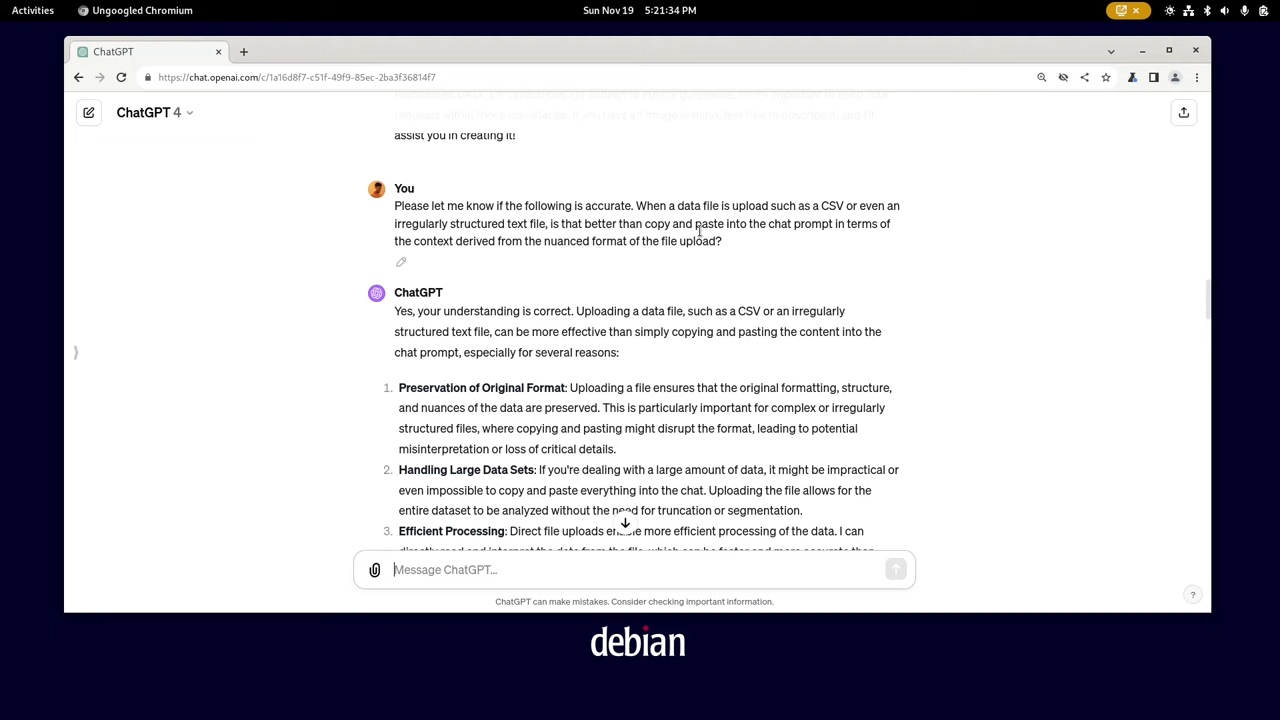 Activities
Ungoogled Chromium
Sun Nov 19 5:21:34 PM
ChatGPT
https://chat.openai.com/c/1a16d8f7-c51f-49f9-85ec-2ba3f36814f7
ChatGPT 4
assist you in creating it!
You
Please let me know if the following is accurate. When a data file is upload such as a CSV or even an
irregularly structured text file, is that better than copy and paste into the chat prompt in terms of
the context derived from the nuanced format of the file upload?
ChatGPT
Yes, your understanding is correct. Uploading a data file, such as a CSV or an irregularly
structured text file, can be more effective than simply copying and pasting the content into the
chat prompt, especially for several reasons:
1. Preservation of Original Format: Uploading a file ensures that the original formatting, structure,
and nuances of the data are preserved. This is particularly important for complex or irregularly
structured files, where copying and pasting might disrupt the format, leading to potential
misinterpretation or loss of critical details.
2. Handling Large Data Sets: If you're dealing with a large amount of data, it might be impractical or
even impossible to copy and paste everything into the chat. Uploading the file allows for the
entire dataset to be analyzed without the need for truncation or segmentation.
3. Efficient Processing: Direct file uploads enable more efficient processing of the data. I can
Message ChatGPT...
ChatGPT can make mistakes. Consider checking important information.
?
debian